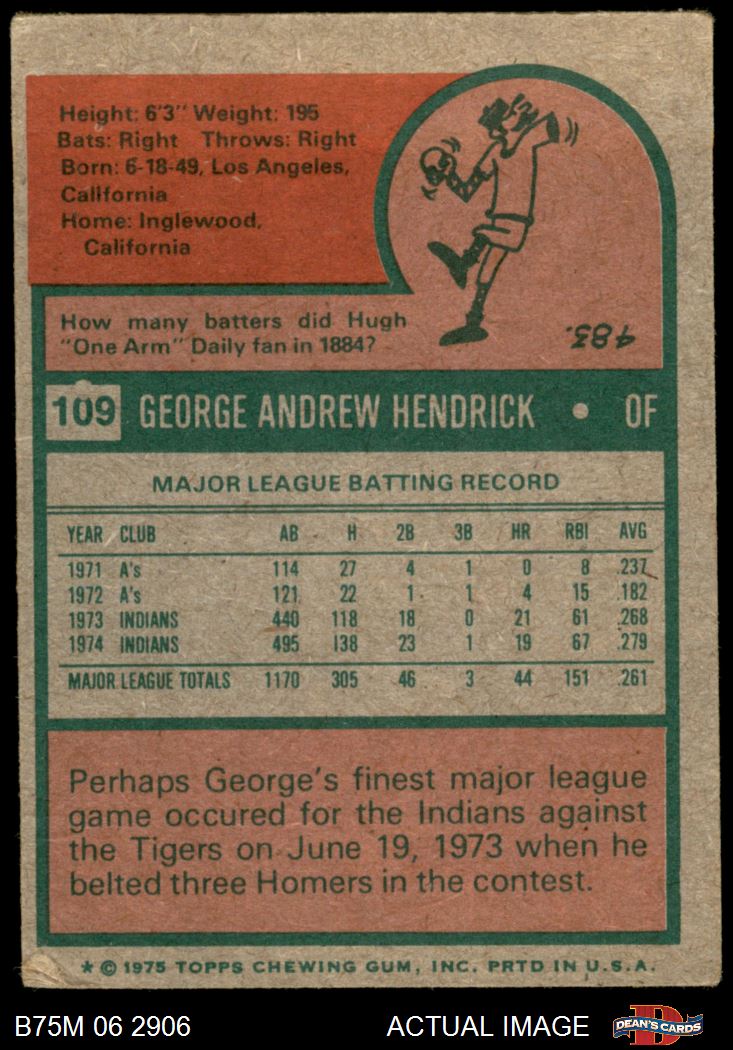 Height: 6'3" Weight: 195
Bats: Right Throws: Right
Born: 6-18-49, Los Angeles,
California
Home: Inglewood,
California
How many batters did Hugh
"One Arm" Daily fan in 1884?
483.
109 GEORGE ANDREW HENDRICK • OF
MAJOR LEAGUE BATTING RECORD
YEAR CLUB AB H 2B 3B HR RBI AVG
1971 A's 114 27 4 1 0 8 .237
1972 A's 121 22 1 1 4 15 .182
1973 INDIANS 440 118 18 0 21 61 .268
1974 INDIANS 495 138 23 1 19 67 .279
MAJOR LEAGUE TOTALS 1170 305 46 3 44 151 .261
Perhaps George's finest major league
game occured for the Indians against
the Tigers on June 19, 1973 when he
belted three Homers in the contest.
* © 1975 TOPPS CHEWING GUM, INC. PRTD IN U.S.A.
B75M 06 2906 ACTUAL IMAGE D DEAN'S CARDS